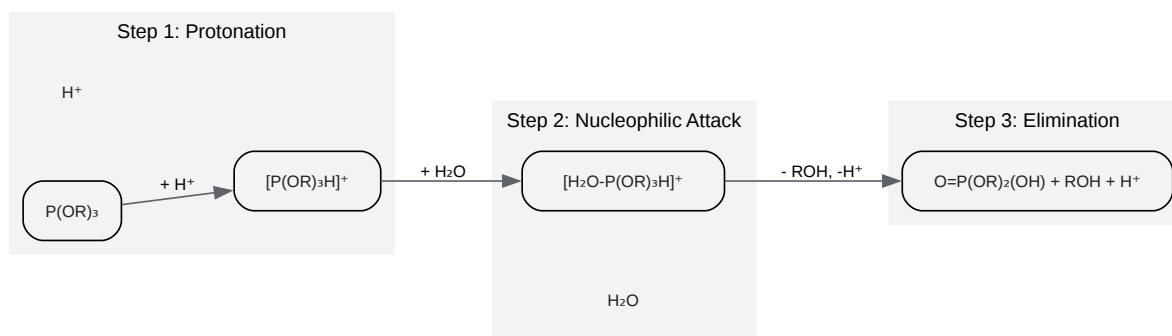 Step 1: Protonation
H⁺
P(OR)₃
+ H⁺
[P(OR)₃H]⁺
+ H₂O
Step 2: Nucleophilic Attack
[H₂O-P(OR)₃H]⁺
H₂O
- ROH, -H⁺
Step 3: Elimination
O=P(OR)₂(OH) + ROH + H⁺